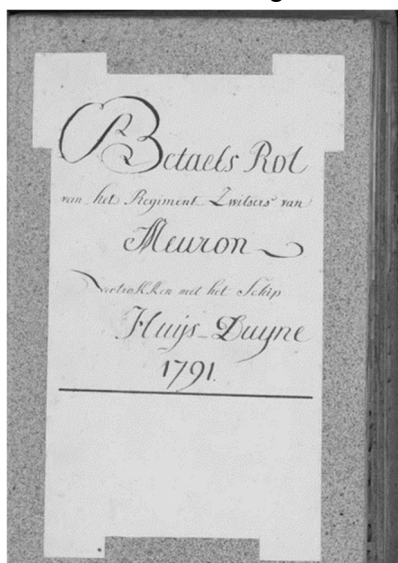 Betaels Rol
van het Regiment Zwitsers van
Meuron
vertrokken met het Schip
Huijs-Duyne
1791.